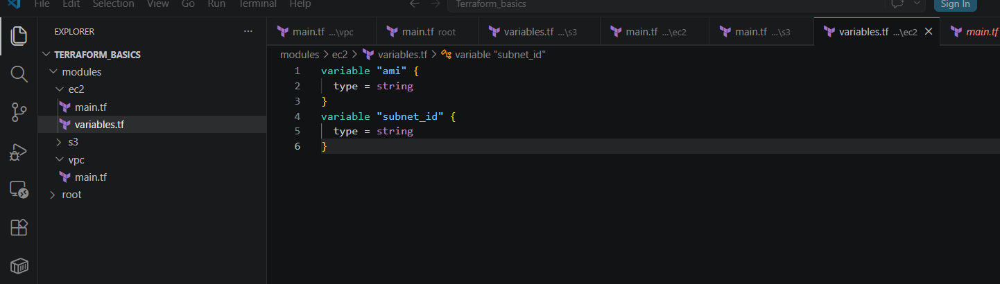 File Edit Selection View Go Run Terminal Help
Terraform_basics
Sign In
EXPLORER
TERRAFORM_BASICS
modules
ec2
main.tf
variables.tf
s3
vpc
main.tf
root
main.tf ...\vpc
main.tf root
variables.tf ...\s3
main.tf ...\ec2
main.tf ...\s3
variables.tf ...\ec2
main.tf
modules > ec2 > variables.tf > variable "subnet_id"
1 variable "ami" {
2 type = string
3 }
4 variable "subnet_id" {
5 type = string
6 }